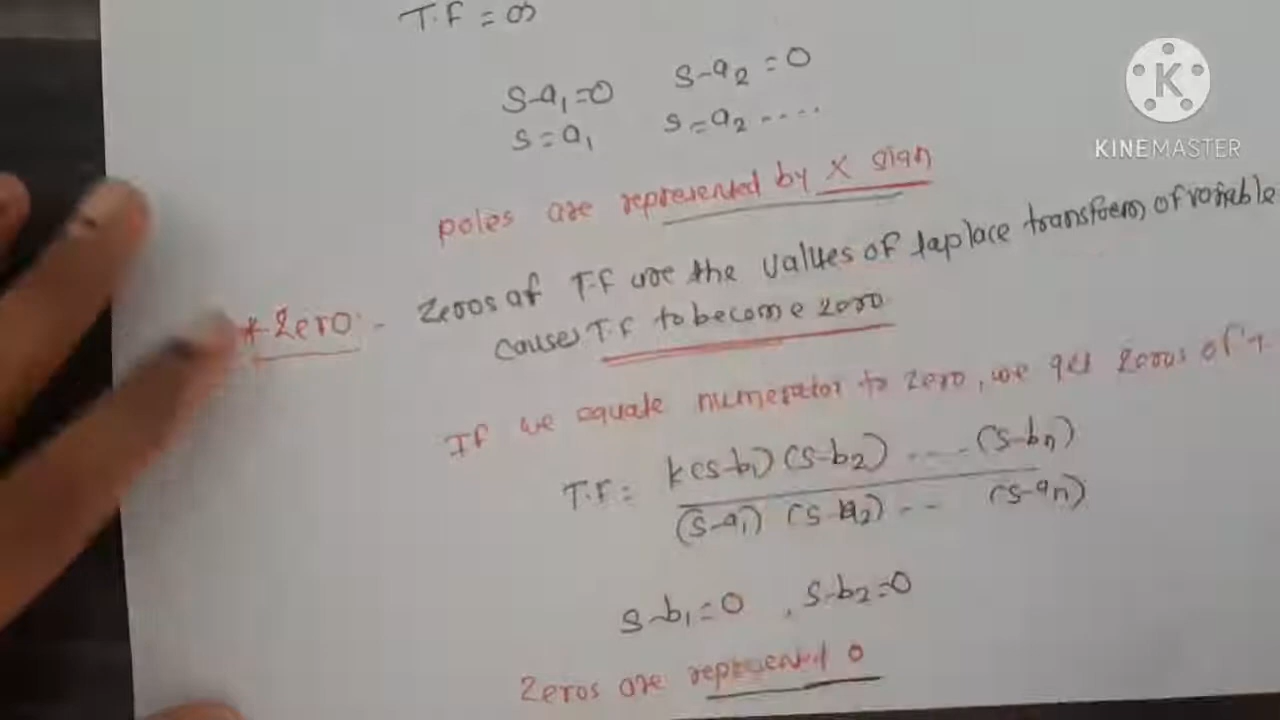 T.F = ∞
s-a1=0 s-a2 = 0
s=a1 s=a2 ....
poles are represented by X sign
* Zero :- Zeros of T.F are the values of laplace transform of variable
causes T.F to become zero
If we equate numerator to zero, we get zeros of T.
T.F = K(s-b1) (s-b2) .... (s-bn)
(s-a1) (s-a2) -- (s-an)
s-b1=0 , s-b2=0
Zeros are represented 0
K
KINEMASTER